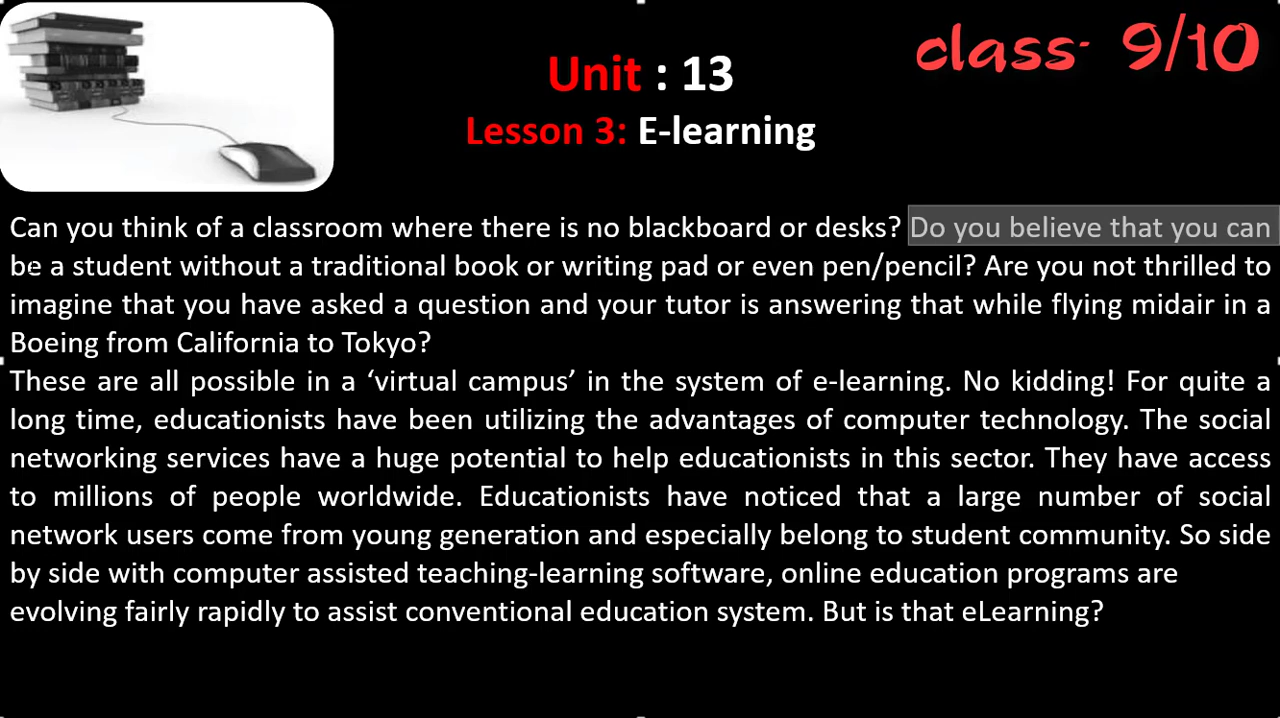 class- 9/10
Unit : 13
Lesson 3: E-learning
Can you think of a classroom where there is no blackboard or desks? Do you believe that you can
be a student without a traditional book or writing pad or even pen/pencil? Are you not thrilled to
imagine that you have asked a question and your tutor is answering that while flying midair in a
Boeing from California to Tokyo?
These are all possible in a ‘virtual campus’ in the system of e-learning. No kidding! For quite a
long time, educationists have been utilizing the advantages of computer technology. The social
networking services have a huge potential to help educationists in this sector. They have access
to millions of people worldwide. Educationists have noticed that a large number of social
network users come from young generation and especially belong to student community. So side
by side with computer assisted teaching-learning software, online education programs are
evolving fairly rapidly to assist conventional education system. But is that eLearning?